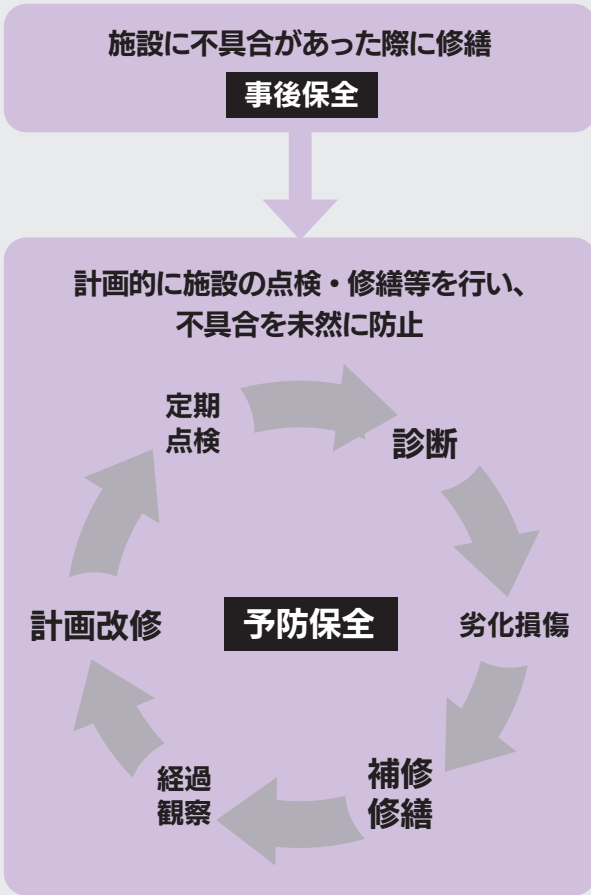 施設に不具合があった際に修繕
事後保全
計画的に施設の点検・修繕等を行い、
不具合を未然に防止
定期
点検
診断
劣化損傷
補修
修繕
経過
観察
計画改修
予防保全